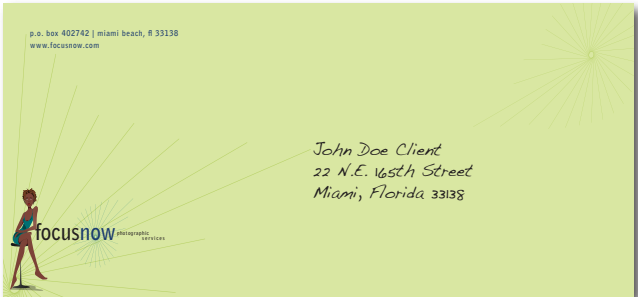 p.o. box 402742 | miami beach, fl 33138
www.focusnow.com
John Doe Client
22 N.E. 165th Street
Miami, Florida 33138
focusnow photographic
services